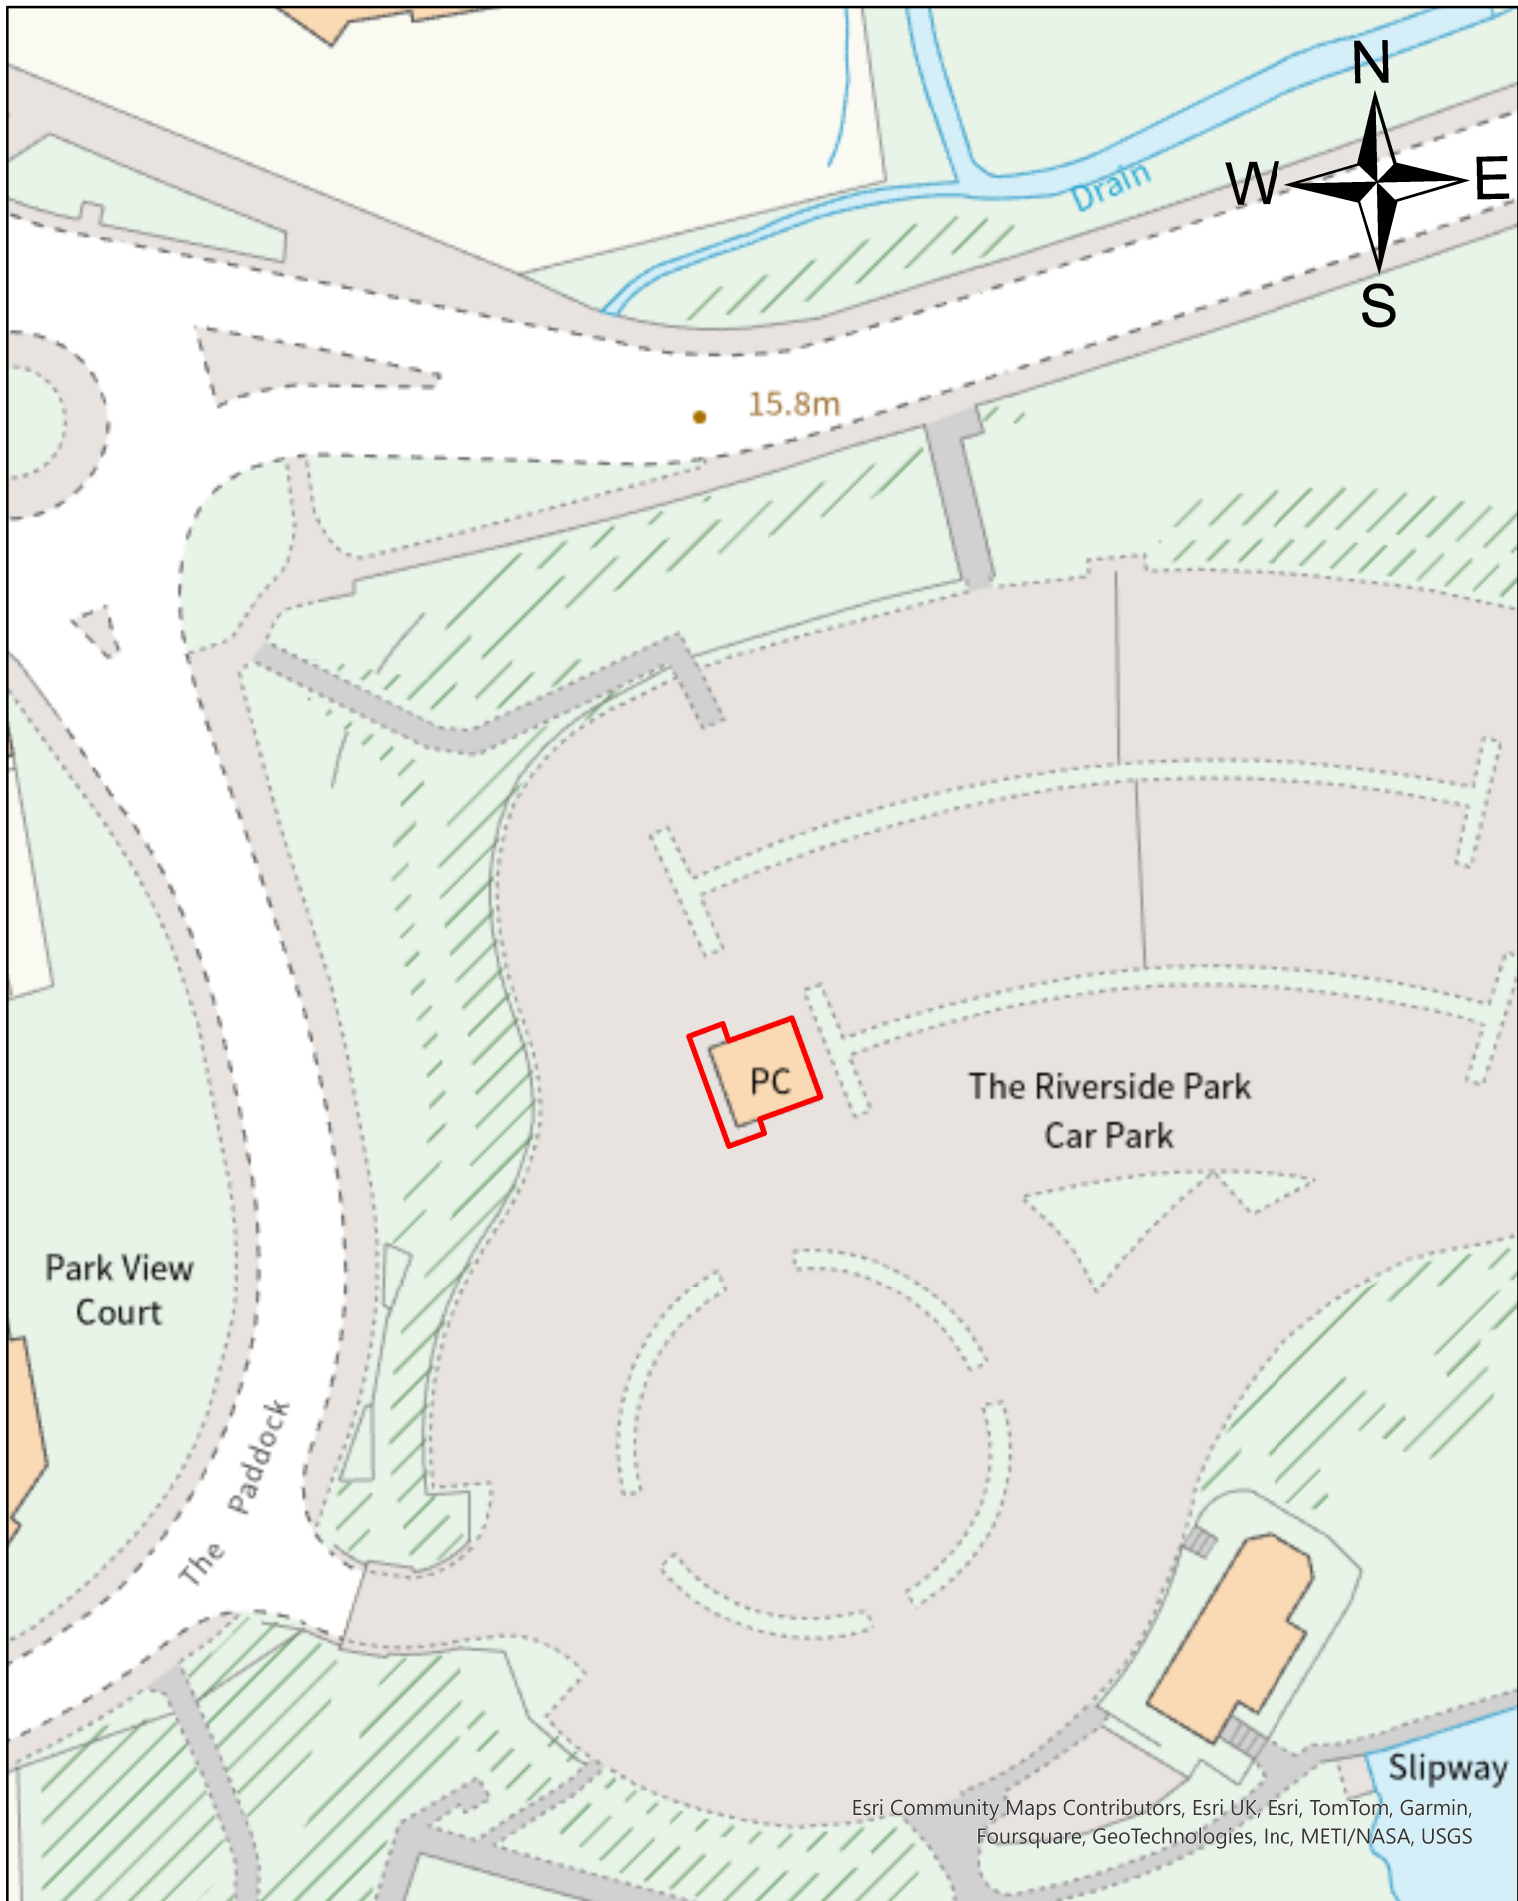 N
Drain
W
E
S
15.8m
PC
The Riverside Park
Car Park
Park View
Court
The Paddock
Slipway
Esri Community Maps Contributors, Esri UK, Esri, TomTom, Garmin,
Foursquare, GeoTechnologies, Inc, METI/NASA, USGS